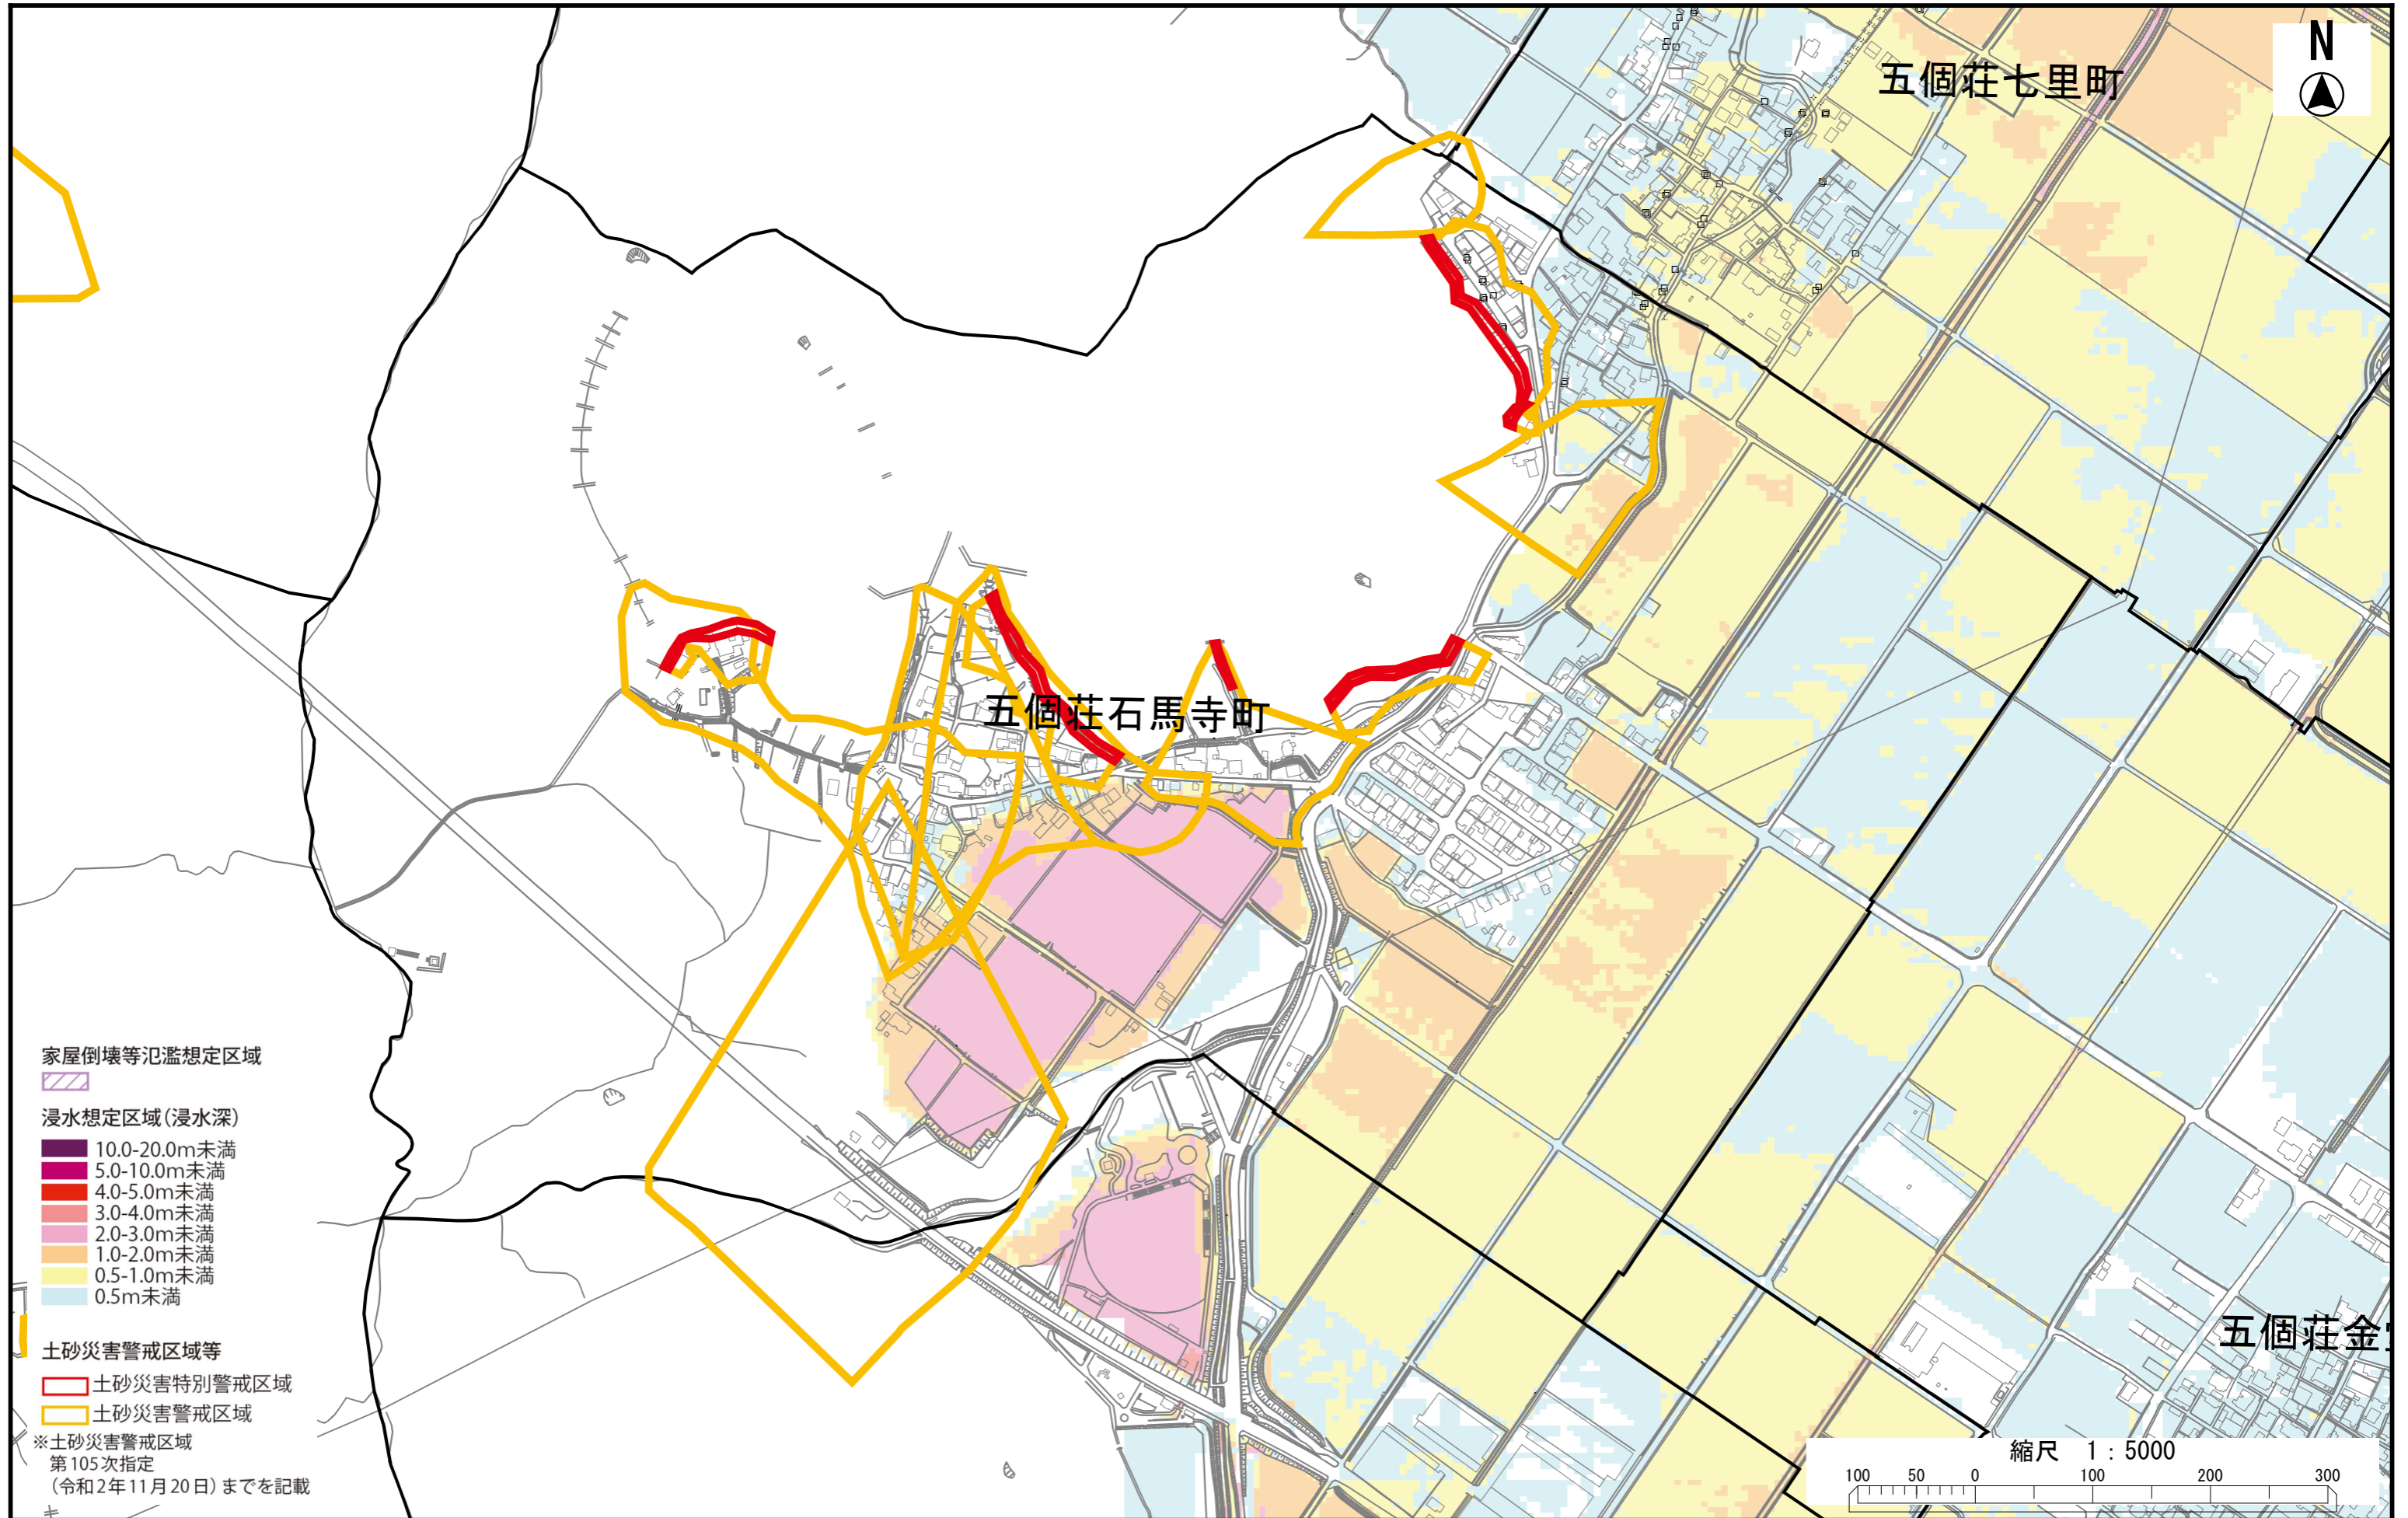 五個荘七里町
N
五個荘石馬寺町
家屋倒壊等氾濫想定区域
浸水想定区域(浸水深)
10.0-20.0m未満
5.0-10.0m未満
4.0-5.0m未満
3.0-4.0m未満
2.0-3.0m未満
1.0-2.0m未満
0.5-1.0m未満
0.5m未満
土砂災害警戒区域等
土砂災害特別警戒区域
土砂災害警戒区域
※土砂災害警戒区域
第105次指定
(令和2年11月20日)までを記載
五個荘金
縮尺 1:5000
100 50 0 100 200 300